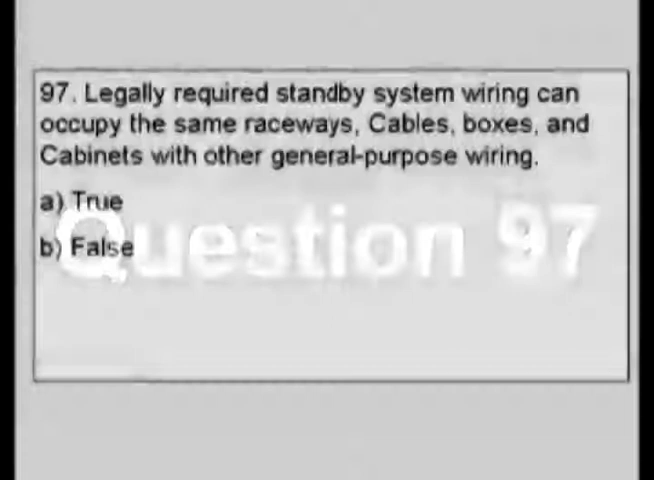 97. Legally required standby system wiring can
occupy the same raceways, Cables, boxes, and
Cabinets with other general-purpose wiring.
a) True
b) False
Question 97